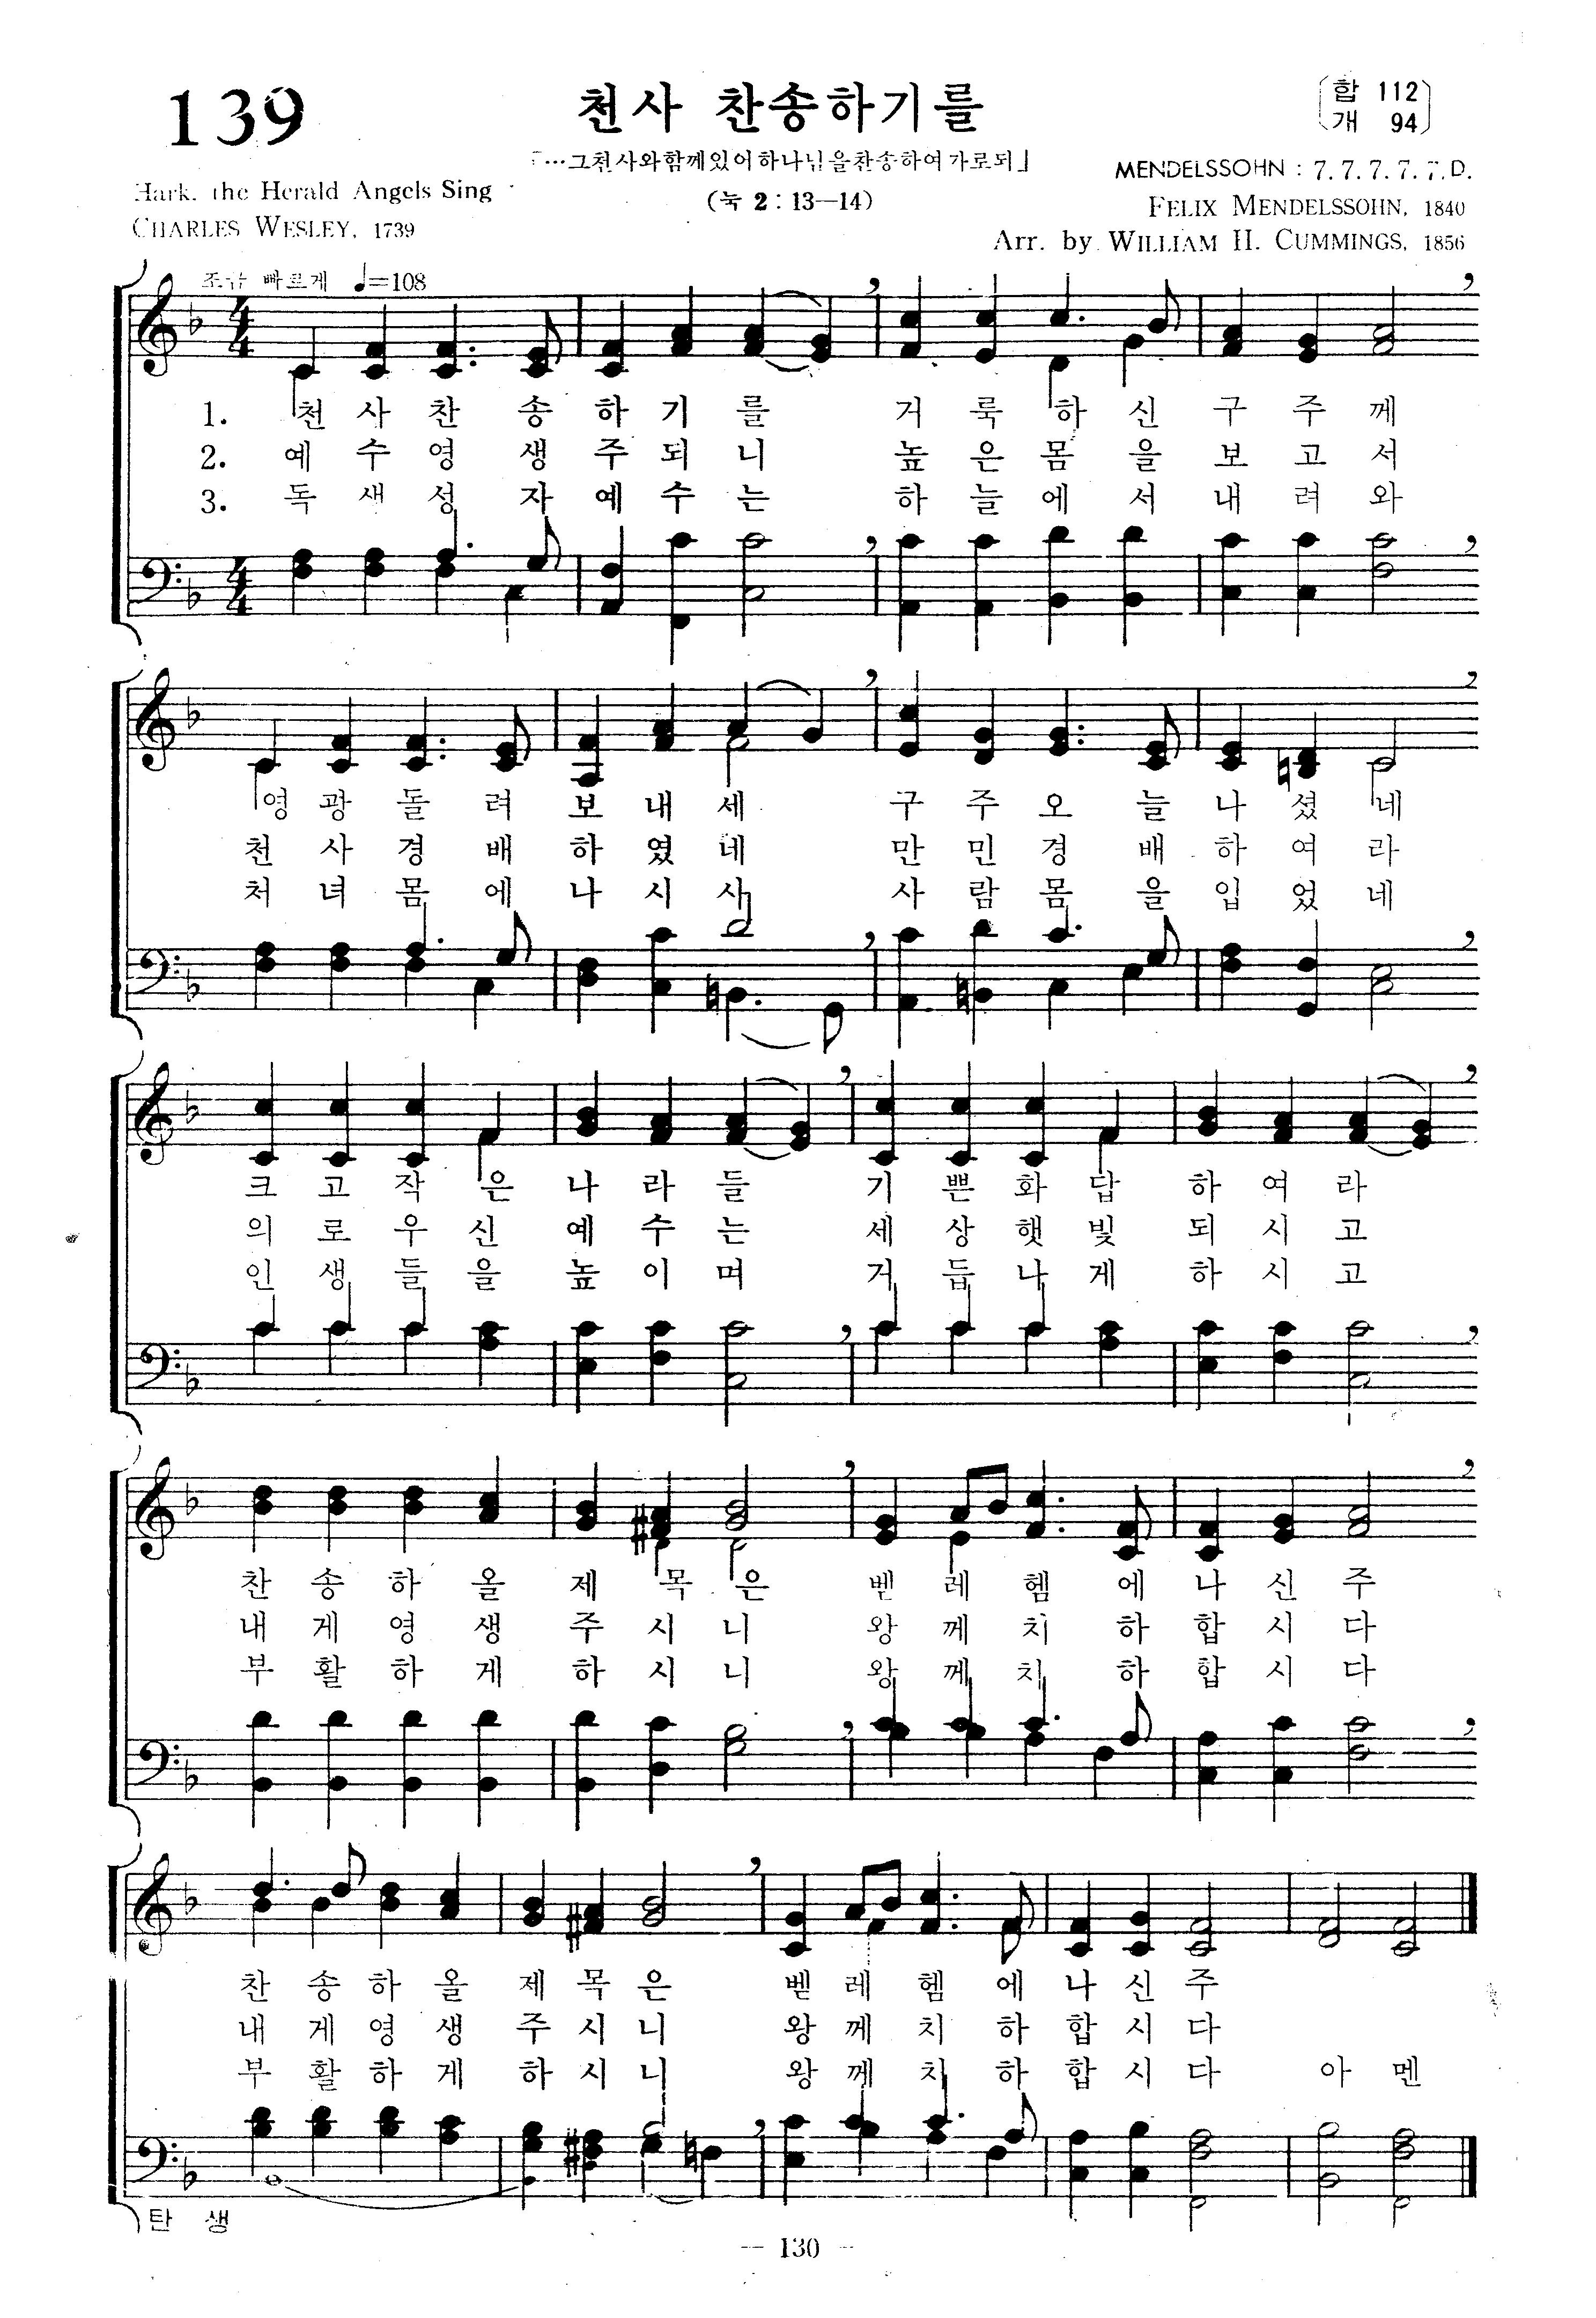 139
천사 찬송하기를
합 112
개 94
「…그천사와함께있어하나님을찬송하여가로되」
(눅 2 : 13—14)
Hark. the Herald Angels Sing
CHARLES WESLEY, 1739
MENDELSSOHN : 7. 7. 7. 7. 7. D.
FELIX MENDELSSOHN, 1840
Arr. by WILLIAM H. CUMMINGS, 1856
조금 빠르게 ♩=108
1. 천 사 찬 송 하 기 를 거 룩 하 신 구 주 께
2. 예 수 영 생 주 되 니 높 은 몸 을 보 고 서
3. 독 생 성 자 예 수 는 하 늘 에 서 내 려 와
영 광 돌 려 보 내 세 구 주 오 늘 나 셨 네
천 사 경 배 하 였 네 만 민 경 배 하 여 라
처 녀 몸 에 나 시 사 사 람 몸 을 입 었 네
크 고 작 은 나 라 들 기 쁜 화 답 하 여 라
의 로 우 신 예 수 는 세 상 햇 빛 되 시 고
인 생 들 을 높 이 며 거 듭 나 게 하 시 고
찬 송 하 올 제 목 은 벧 레 헴 에 나 신 주
내 게 영 생 주 시 니 왕 께 치 하 합 시 다
부 활 하 게 하 시 니 왕 께 치 하 합 시 다
찬 송 하 올 제 목 은 벧 레 헴 에 나 신 주
내 게 영 생 주 시 니 왕 께 치 하 합 시 다
부 활 하 게 하 시 니 왕 께 치 하 합 시 다 아 멘
탄 생
— 130 —